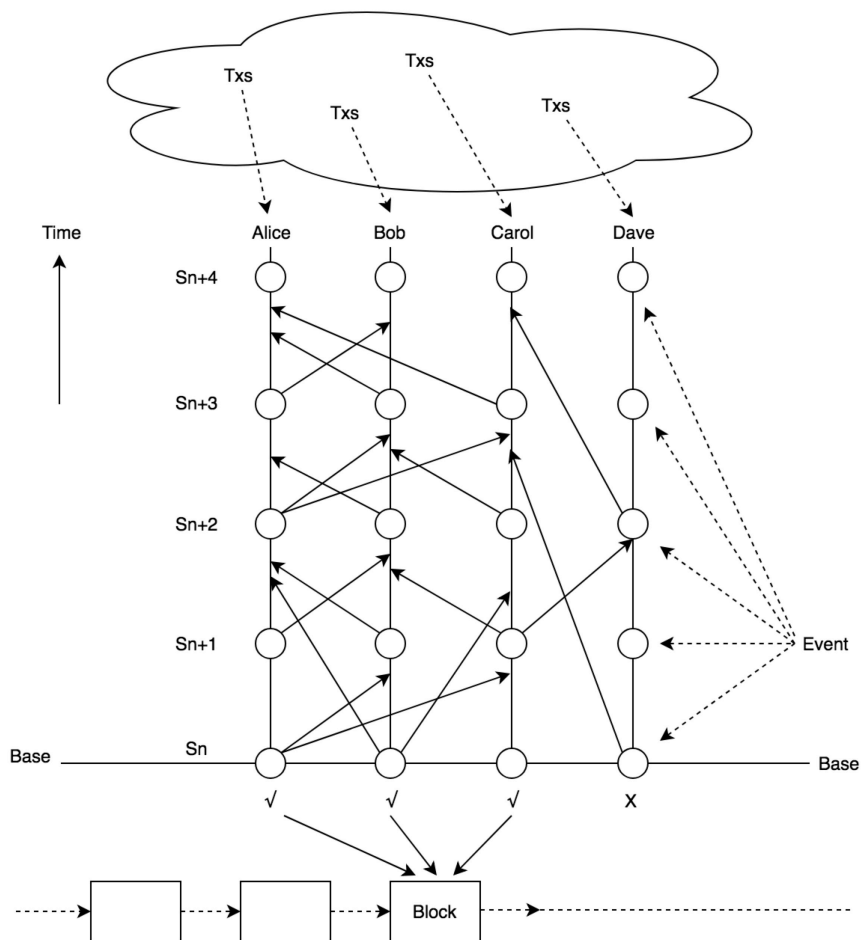 Txs
Txs
Txs
Txs
Time
Alice
Bob
Carol
Dave
Sn+4
Sn+3
Sn+2
Sn+1
Event
Sn
Base
Base
√
√
√
X
Block